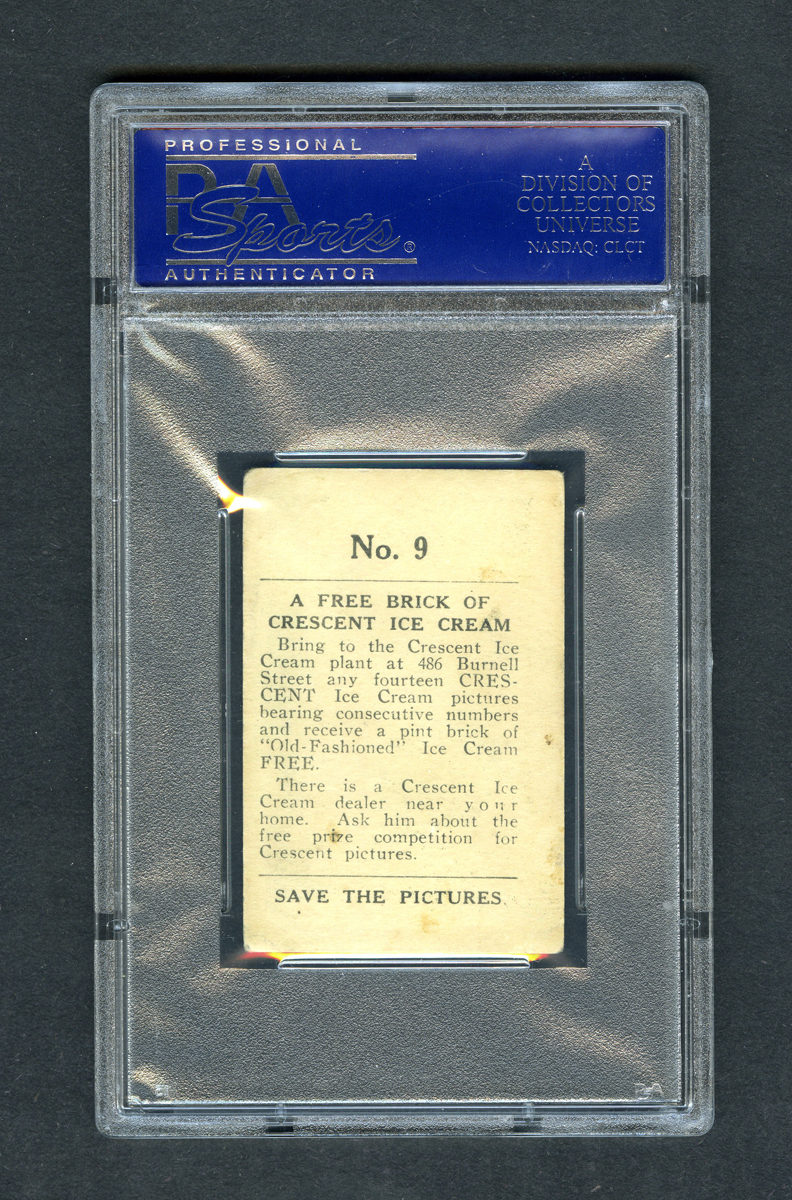 PROFESSIONAL
PSA
Sports®
AUTHENTICATOR
A
DIVISION OF
COLLECTORS
UNIVERSE
NASDAQ: CLCT
No. 9
A FREE BRICK OF
CRESCENT ICE CREAM
Bring to the Crescent Ice
Cream plant at 486 Burnell
Street any fourteen CRES-
CENT Ice Cream pictures
bearing consecutive numbers
and receive a pint brick of
"Old-Fashioned" Ice Cream
FREE.
There is a Crescent Ice
Cream dealer near your
home. Ask him about the
free prize competition for
Crescent pictures.
SAVE THE PICTURES.
PSA